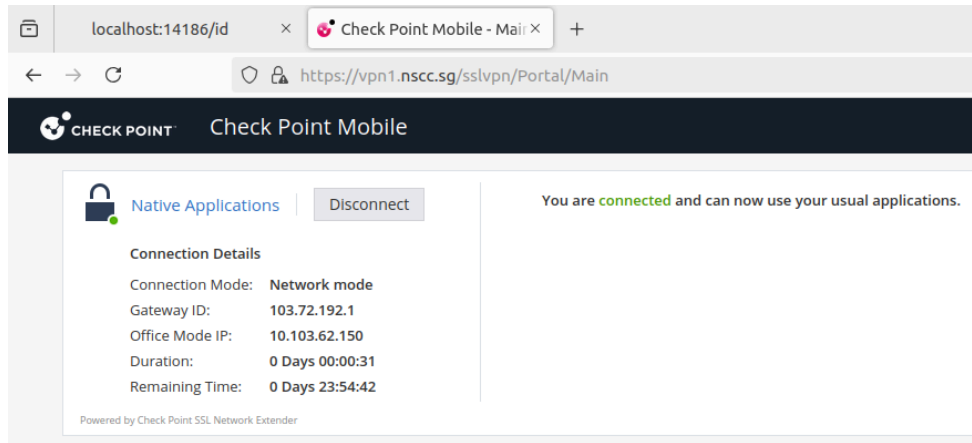 localhost:14186/id
Check Point Mobile - Mair
https://vpn1.nscc.sg/sslvpn/Portal/Main
CHECK POINT Check Point Mobile
Native Applications Disconnect
You are connected and can now use your usual applications.
Connection Details
Connection Mode: Network mode
Gateway ID: 103.72.192.1
Office Mode IP: 10.103.62.150
Duration: 0 Days 00:00:31
Remaining Time: 0 Days 23:54:42
Powered by Check Point SSL Network Extender